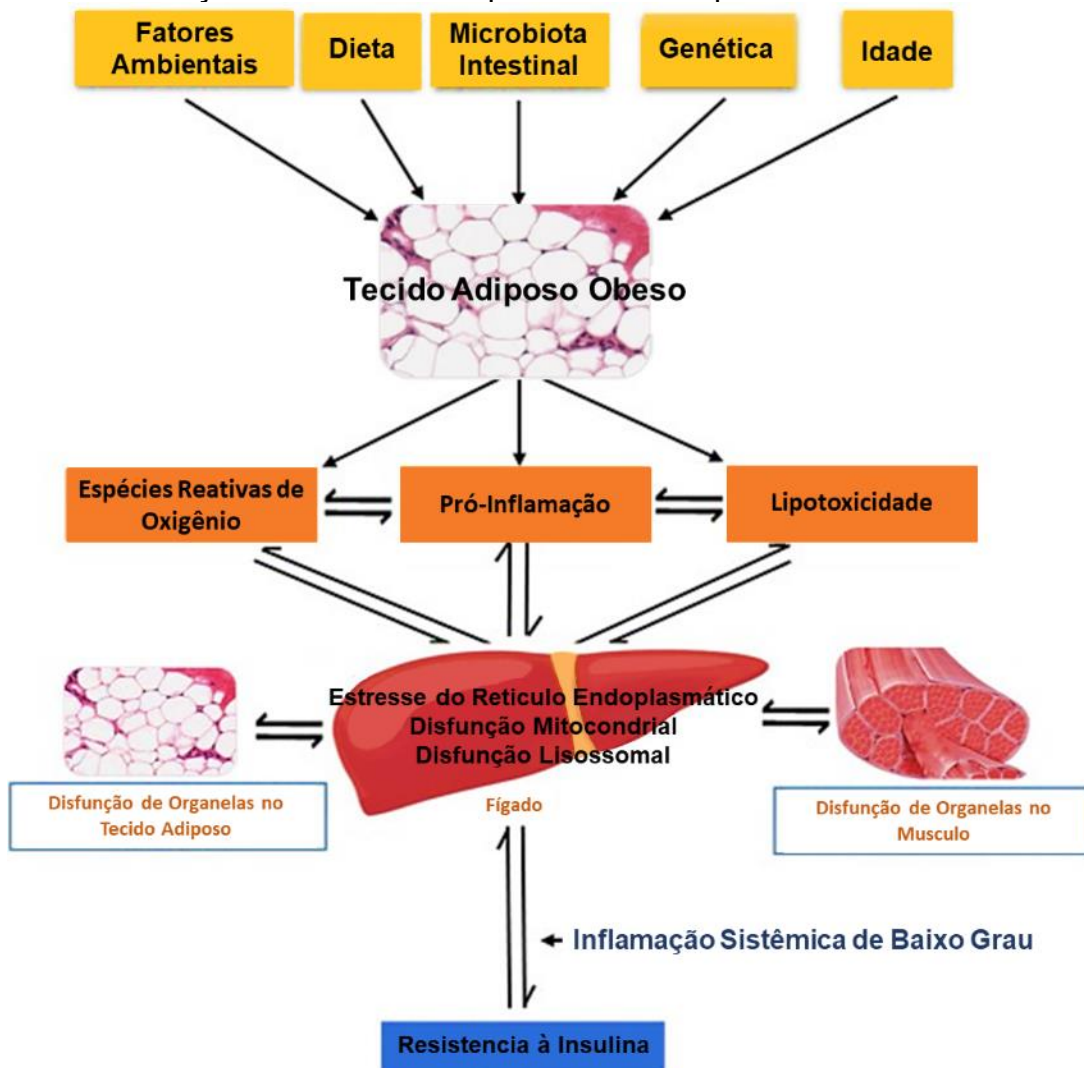 Fatores
Ambientais
Dieta
Microbiota
Intestinal
Genética
Idade
Tecido Adiposo Obeso
Espécies Reativas de
Oxigênio
Pró-Inflamação
Lipotoxicidade
Estresse do Reticulo Endoplasmático
Disfunção Mitocondrial
Disfunção Lisossomal
Disfunção de Organelas no
Tecido Adiposo
Fígado
Disfunção de Organelas no
Musculo
Inflamação Sistêmica de Baixo Grau
Resistencia à Insulina